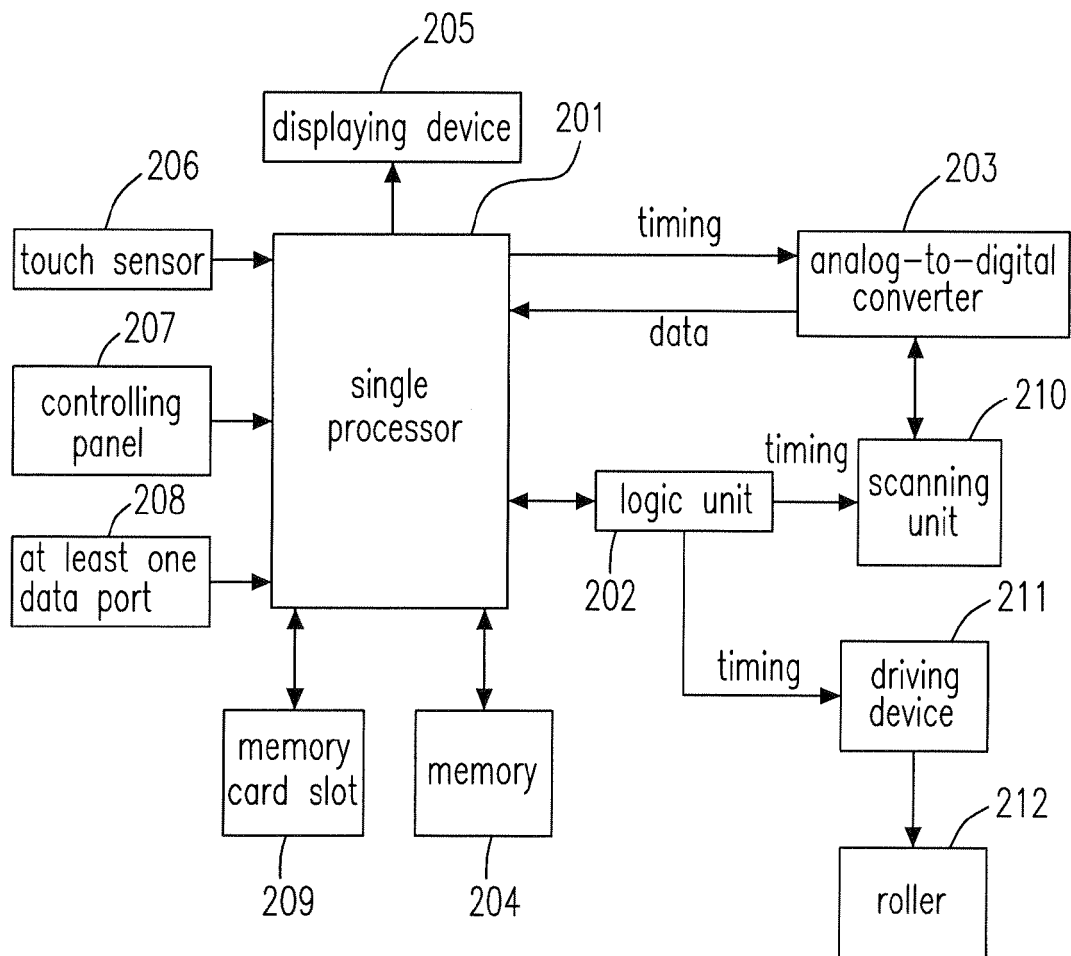 205
displaying device
201
206
touch sensor
203
timing
analog-to-digital
converter
data
207
controlling
panel
single
processor
210
timing
scanning
unit
logic unit
202
208
at least one
data port
211
timing
driving
device
memory
card slot
209
memory
204
212
roller